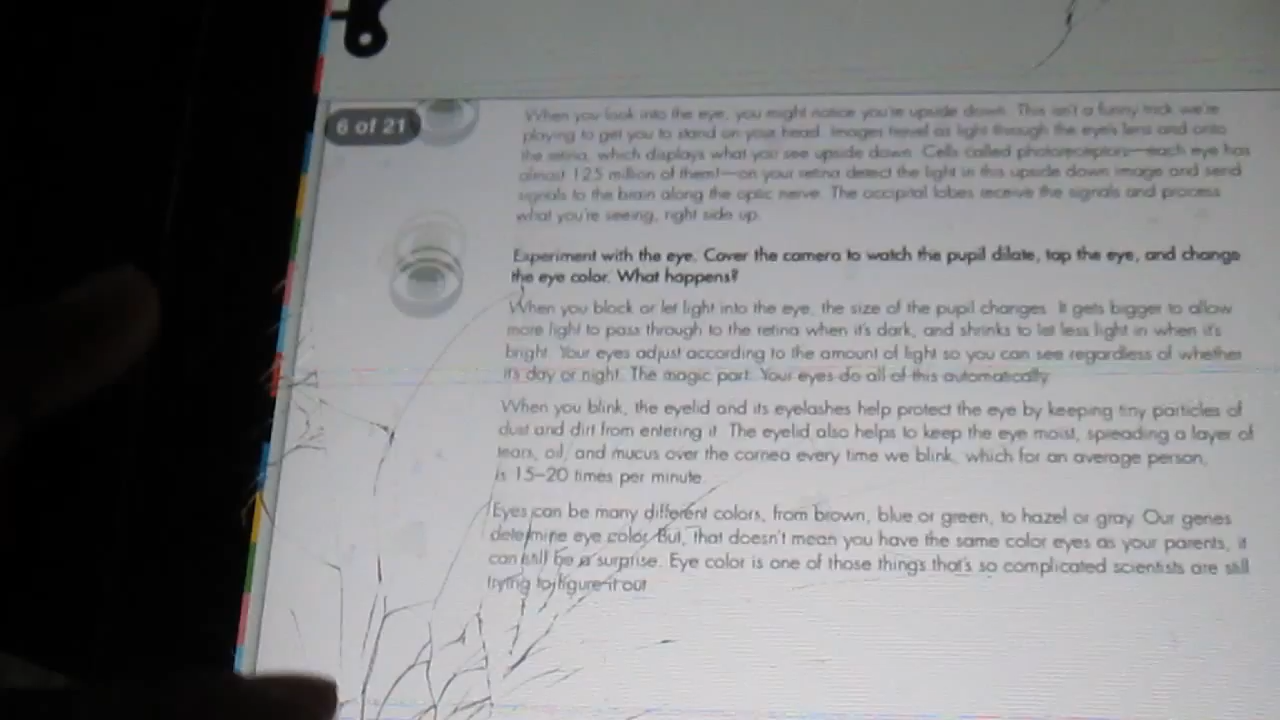 6 of 21
When you look into the eye, you might notice you're upside down. This isn't a funny trick we're
playing to get you to stand on your head. Images travel as light through the eye's lens and onto
the retina, which displays what you see upside down. Cells called photoreceptors—each eye has
almost 125 million of them!—on your retina detect the light in this upside down image and send
signals to the brain along the optic nerve. The occipital lobes receive the signals and process
what you're seeing, right side up.
Experiment with the eye. Cover the camera to watch the pupil dilate, tap the eye, and change
the eye color. What happens?
When you block or let light into the eye, the size of the pupil changes. It gets bigger to allow
more light to pass through to the retina when it's dark, and shrinks to let less light in when it's
bright. Your eyes adjust according to the amount of light so you can see regardless of whether
it's day or night. The magic part: Your eyes do all of this automatically.
When you blink, the eyelid and its eyelashes help protect the eye by keeping tiny particles of
dust and dirt from entering it. The eyelid also helps to keep the eye moist, spreading a layer of
tears, oil, and mucus over the cornea every time we blink, which for an average person,
is 15–20 times per minute.
Eyes can be many different colors, from brown, blue or green, to hazel or gray. Our genes
determine eye color. But, that doesn't mean you have the same color eyes as your parents, it
can still be a surprise. Eye color is one of those things that's so complicated scientists are still
trying to figure it out.